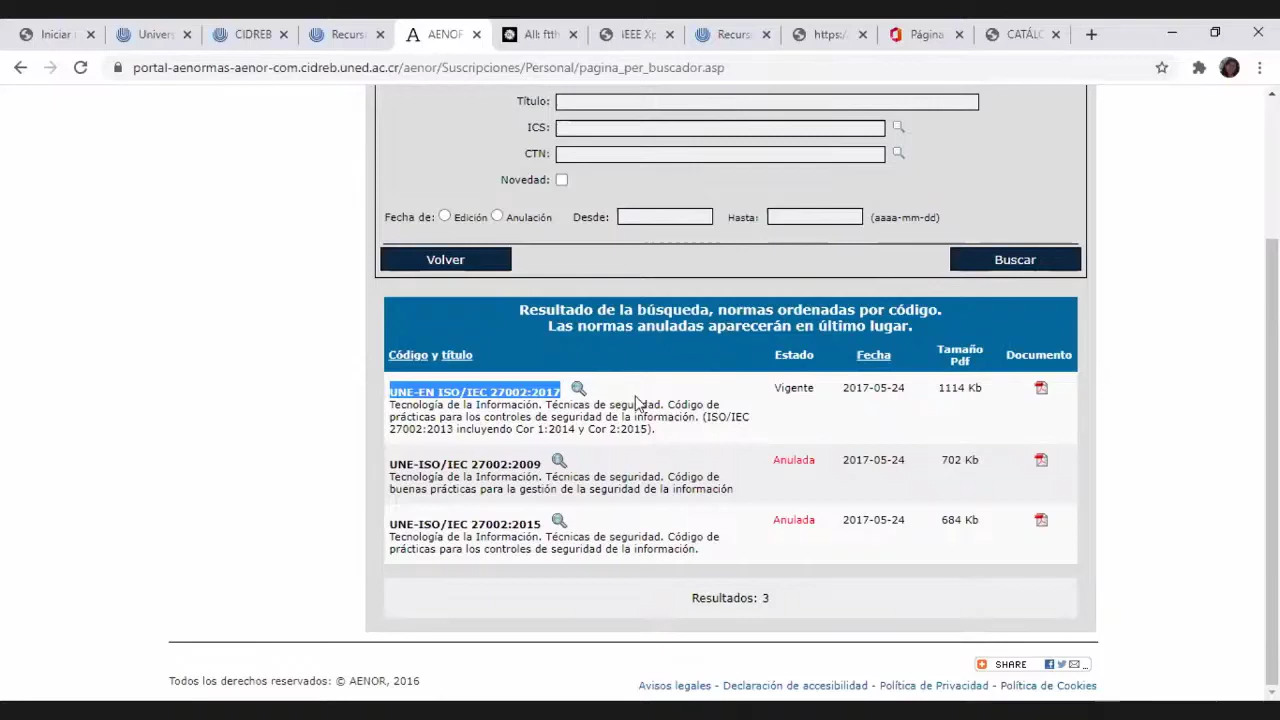 Iniciar
Univers
CIDREB
Recurs
AENOR
All: ftth
IEEE Xp
Recurs
https:/
Página
CATÁLO
portal-aenormas-aenor-com.cidreb.uned.ac.cr/aenor/Suscripciones/Personal/pagina_per_buscador.asp
Título:
ICS:
CTN:
Novedad:
Fecha de: Edición Anulación Desde: Hasta: (aaaa-mm-dd)
Volver Buscar
Resultado de la búsqueda, normas ordenadas por código.
Las normas anuladas aparecerán en último lugar.
Código y título Estado Fecha Tamaño Pdf Documento
UNE-EN ISO/IEC 27002:2017 Vigente 2017-05-24 1114 Kb
Tecnología de la Información. Técnicas de seguridad. Código de
prácticas para los controles de seguridad de la información. (ISO/IEC
27002:2013 incluyendo Cor 1:2014 y Cor 2:2015).
UNE-ISO/IEC 27002:2009 Anulada 2017-05-24 702 Kb
Tecnología de la Información. Técnicas de seguridad. Código de
buenas prácticas para la gestión de la seguridad de la información
UNE-ISO/IEC 27002:2015 Anulada 2017-05-24 684 Kb
Tecnología de la Información. Técnicas de seguridad. Código de
prácticas para los controles de seguridad de la información.
Resultados: 3
SHARE
Todos los derechos reservados: © AENOR, 2016
Avisos legales - Declaración de accesibilidad - Política de Privacidad - Política de Cookies